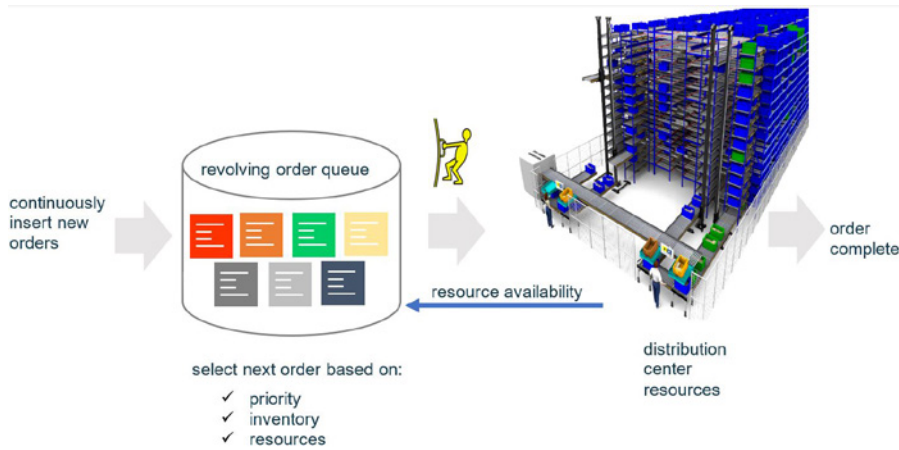 revolving order queue
continuously
insert new
orders
order
complete
resource availability
distribution
center
resources
select next order based on:
✓ priority
✓ inventory
✓ resources